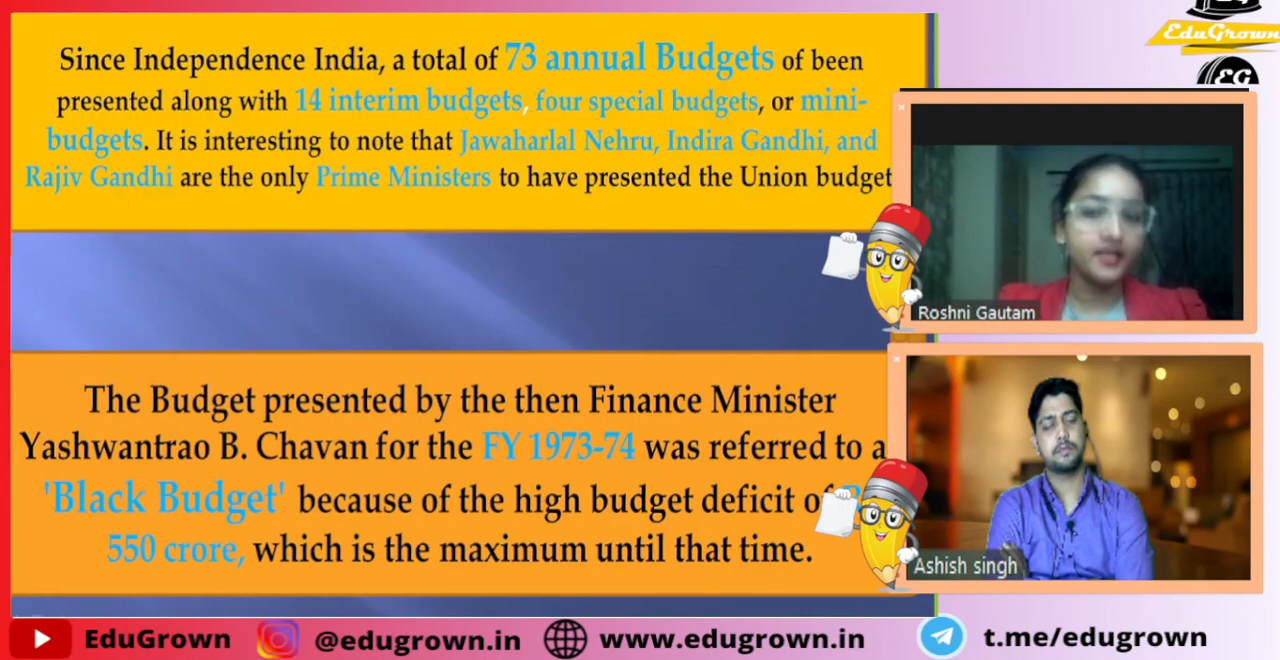 Since Independence India, a total of 73 annual Budgets of been
presented along with 14 interim budgets, four special budgets, or mini-
budgets. It is interesting to note that Jawaharlal Nehru, Indira Gandhi, and
Rajiv Gandhi are the only Prime Ministers to have presented the Union budget
The Budget presented by the then Finance Minister
Yashwantrao B. Chavan for the FY 1973-74 was referred to a
'Black Budget' because of the high budget deficit of
550 crore, which is the maximum until that time.
EduGrown
EG
Roshni Gautam
Ashish singh
EduGrown
@edugrown.in
www.edugrown.in
t.me/edugrown